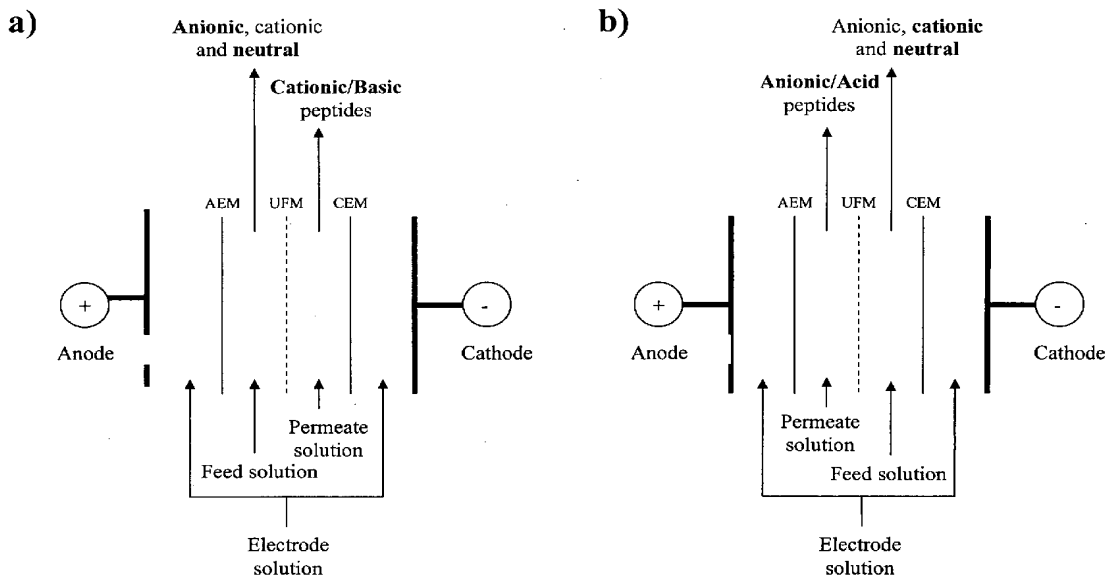 a)
Anionic, cationic
and neutral
Cationic/Basic
peptides
AEM
UFM
CEM
+
Anode
-
Cathode
Permeate
solution
Feed solution
Electrode
solution
b)
Anionic, cationic
and neutral
Anionic/Acid
peptides
AEM
UFM
CEM
+
Anode
-
Cathode
Permeate
solution
Feed solution
Electrode
solution